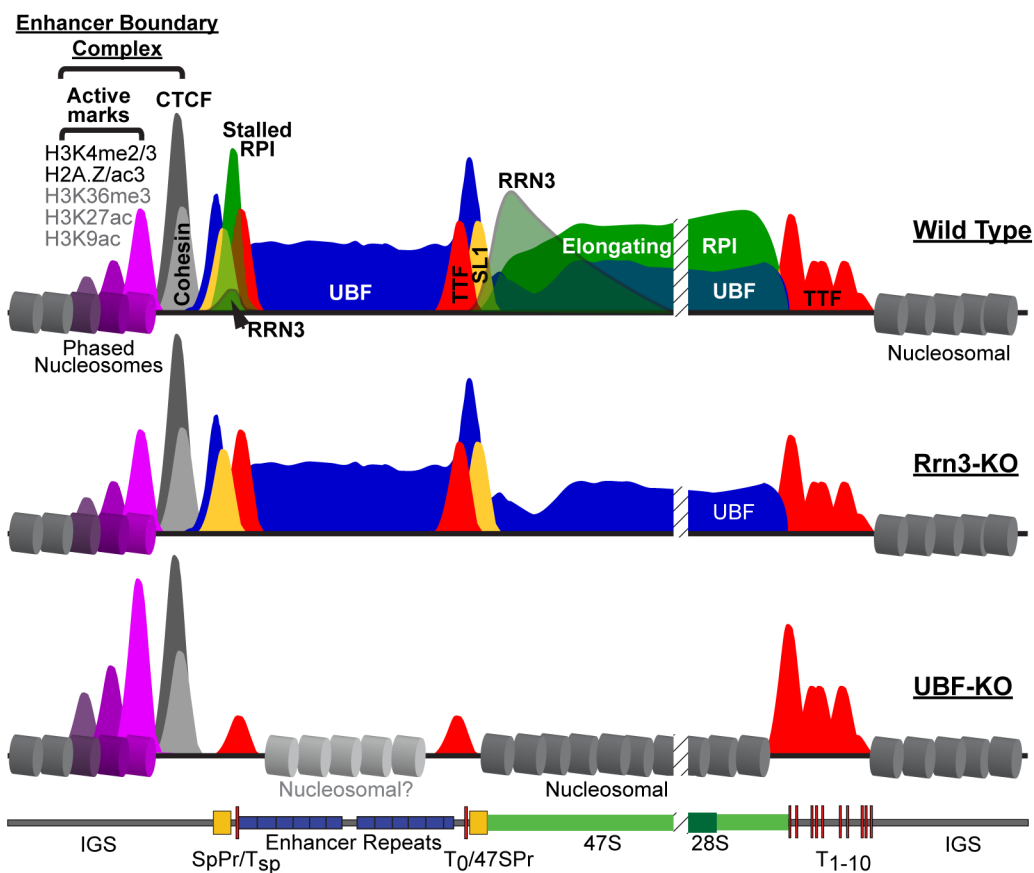 Enhancer Boundary
Complex
Active
marks
CTCF
H3K4me2/3
H2A.Z/ac3
H3K36me3
H3K27ac
H3K9ac
Cohesin
Stalled
RPI
RRN3
UBF
TTF
SL1
RRN3
Elongating
RPI
UBF
TTF
Wild Type
Phased
Nucleosomes
Nucleosomal
Rrn3-KO
UBF
UBF-KO
Nucleosomal?
Nucleosomal
IGS
SpPr/Tsp
Enhancer Repeats
T0/47SPr
47S
28S
T1-10
IGS